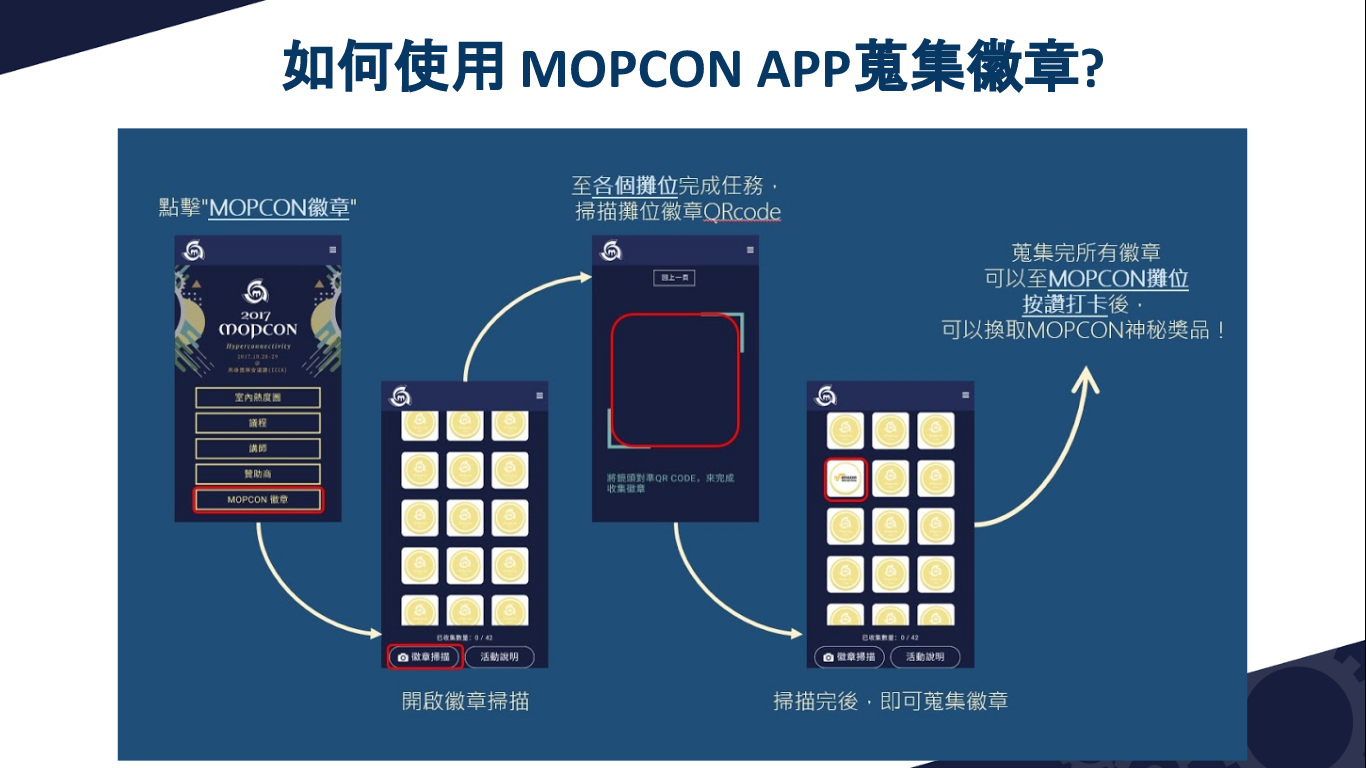 如何使用 MOPCON APP蒐集徽章?
點擊"MOPCON徽章"
2017
mopcon
Hyperconnectivity
2017.10.28-29
@
室內熱度圖
議程
講師
贊助商
MOPCON 徽章
已收集數量: 0 / 42
徽章掃描
活動說明
開啟徽章掃描
至各個攤位完成任務，
掃描攤位徽章QRcode
回上一頁
將鏡頭對準QR CODE，來完成
收集徽章
已收集數量: 0 / 42
徽章掃描
活動說明
掃描完後，即可蒐集徽章
蒐集完所有徽章
可以至MOPCON攤位
按讚打卡後，
可以換取MOPCON神秘獎品！